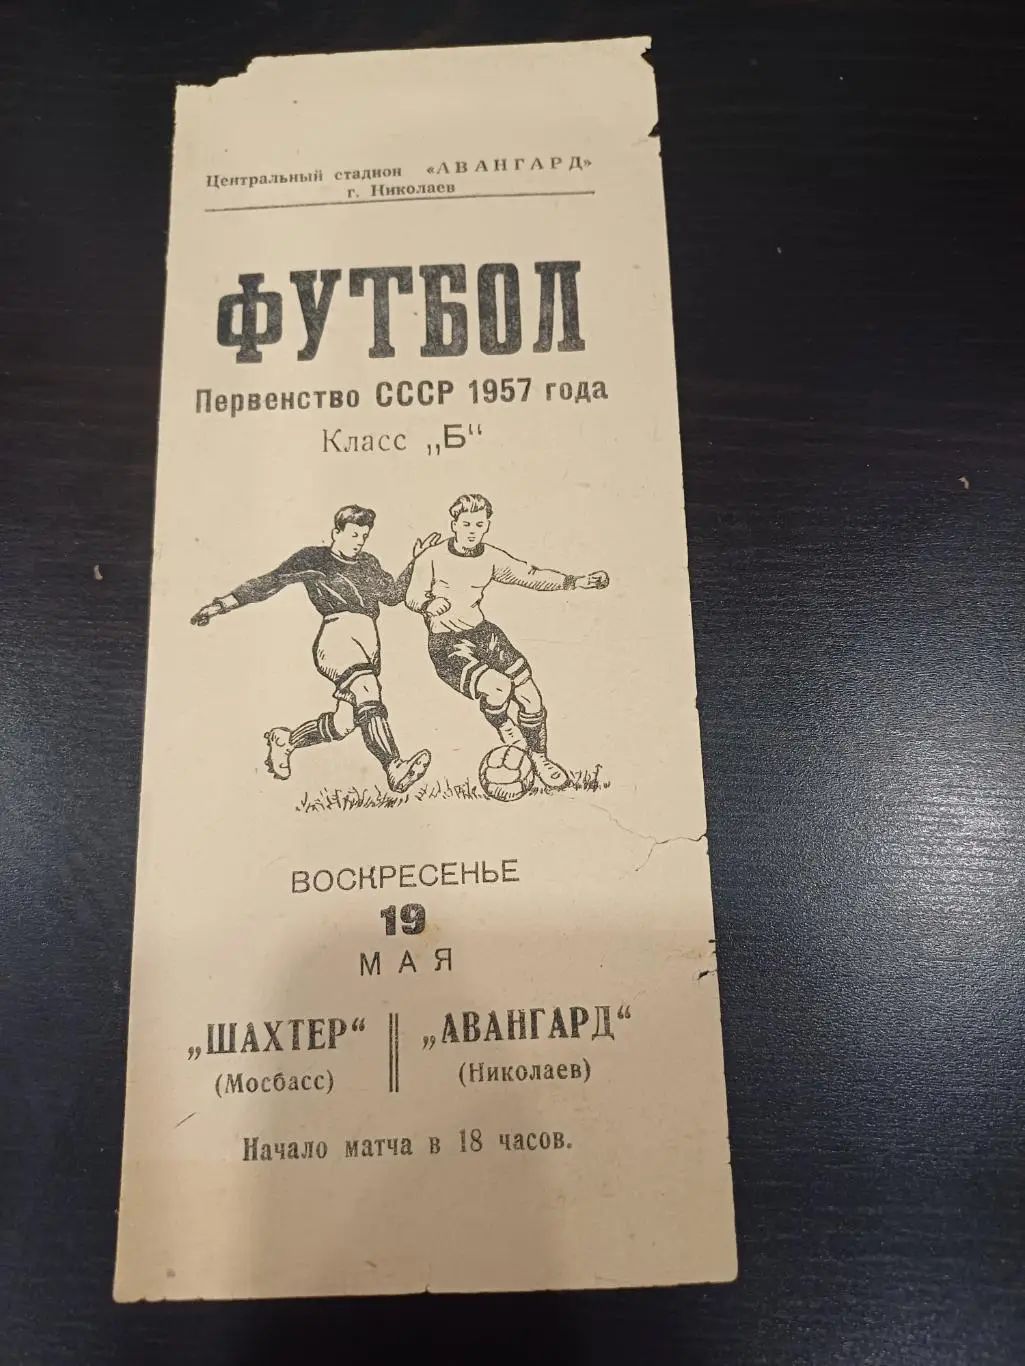 Центральный стадион «АВАНГАРД»
г. Николаев
ФУТБОЛ
Первенство СССР 1957 года
Класс „Б“
ВОСКРЕСЕНЬЕ
19
МАЯ
„ШАХТЕР“ „АВАНГАРД“
(Мосбасс) (Николаев)
Начало матча в 18 часов.